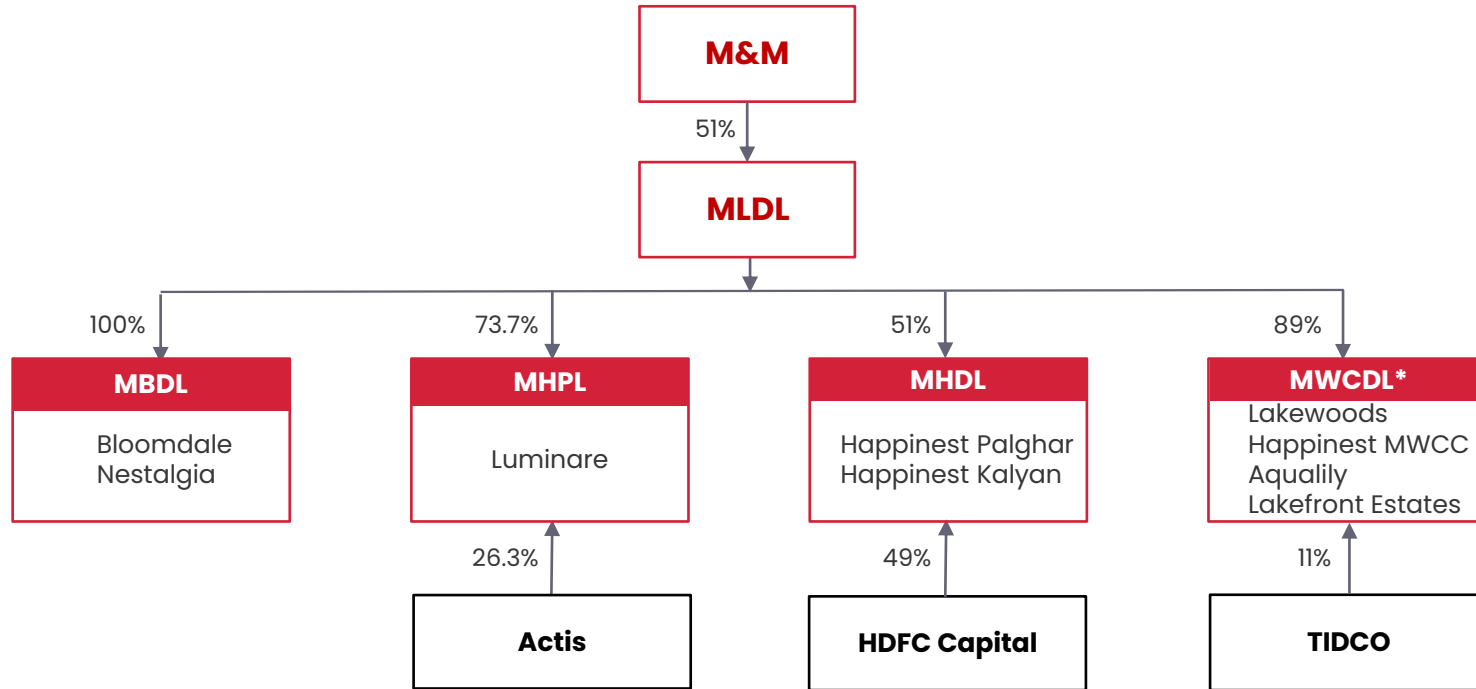 M&M
51%
MLDL
100%
73.7%
51%
89%
MBDL
Bloomdale
Nestalgia
MHPL
Luminare
MHDL
Happinest Palghar
Happinest Kalyan
MWCDL*
Lakewoods
Happinest MWCC
Aqualily
Lakefront Estates
26.3%
49%
11%
Actis
HDFC Capital
TIDCO